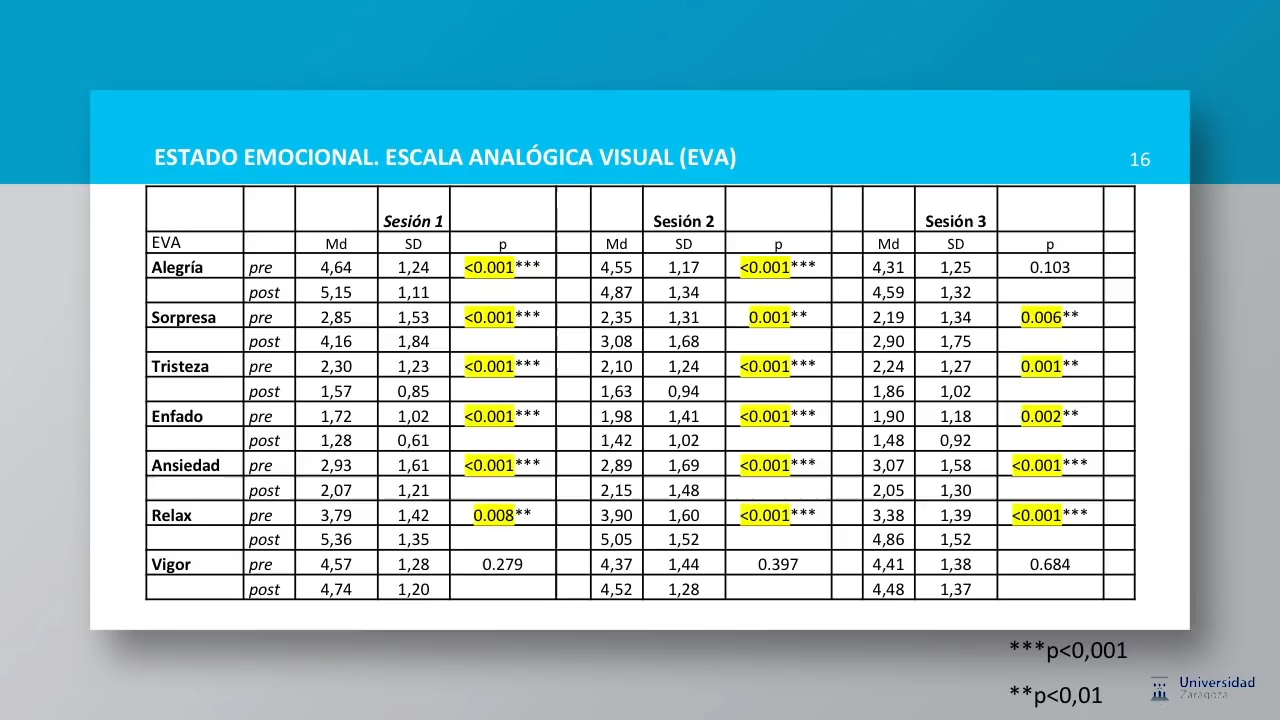 ESTADO EMOCIONAL. ESCALA ANALÓGICA VISUAL (EVA) 16
Sesión 1 Sesión 2 Sesión 3
EVA Md SD p Md SD p Md SD p
Alegría pre 4,64 1,24 <0.001*** 4,55 1,17 <0.001*** 4,31 1,25 0.103
post 5,15 1,11 4,87 1,34 4,59 1,32
Sorpresa pre 2,85 1,53 <0.001*** 2,35 1,31 0.001** 2,19 1,34 0.006**
post 4,16 1,84 3,08 1,68 2,90 1,75
Tristeza pre 2,30 1,23 <0.001*** 2,10 1,24 <0.001*** 2,24 1,27 0.001**
post 1,57 0,85 1,63 0,94 1,86 1,02
Enfado pre 1,72 1,02 <0.001*** 1,98 1,41 <0.001*** 1,90 1,18 0.002**
post 1,28 0,61 1,42 1,02 1,48 0,92
Ansiedad pre 2,93 1,61 <0.001*** 2,89 1,69 <0.001*** 3,07 1,58 <0.001***
post 2,07 1,21 2,15 1,48 2,05 1,30
Relax pre 3,79 1,42 0.008** 3,90 1,60 <0.001*** 3,38 1,39 <0.001***
post 5,36 1,35 5,05 1,52 4,86 1,52
Vigor pre 4,57 1,28 0.279 4,37 1,44 0.397 4,41 1,38 0.684
post 4,74 1,20 4,52 1,28 4,48 1,37
***p<0,001
**p<0,01
Universidad
Zaragoza